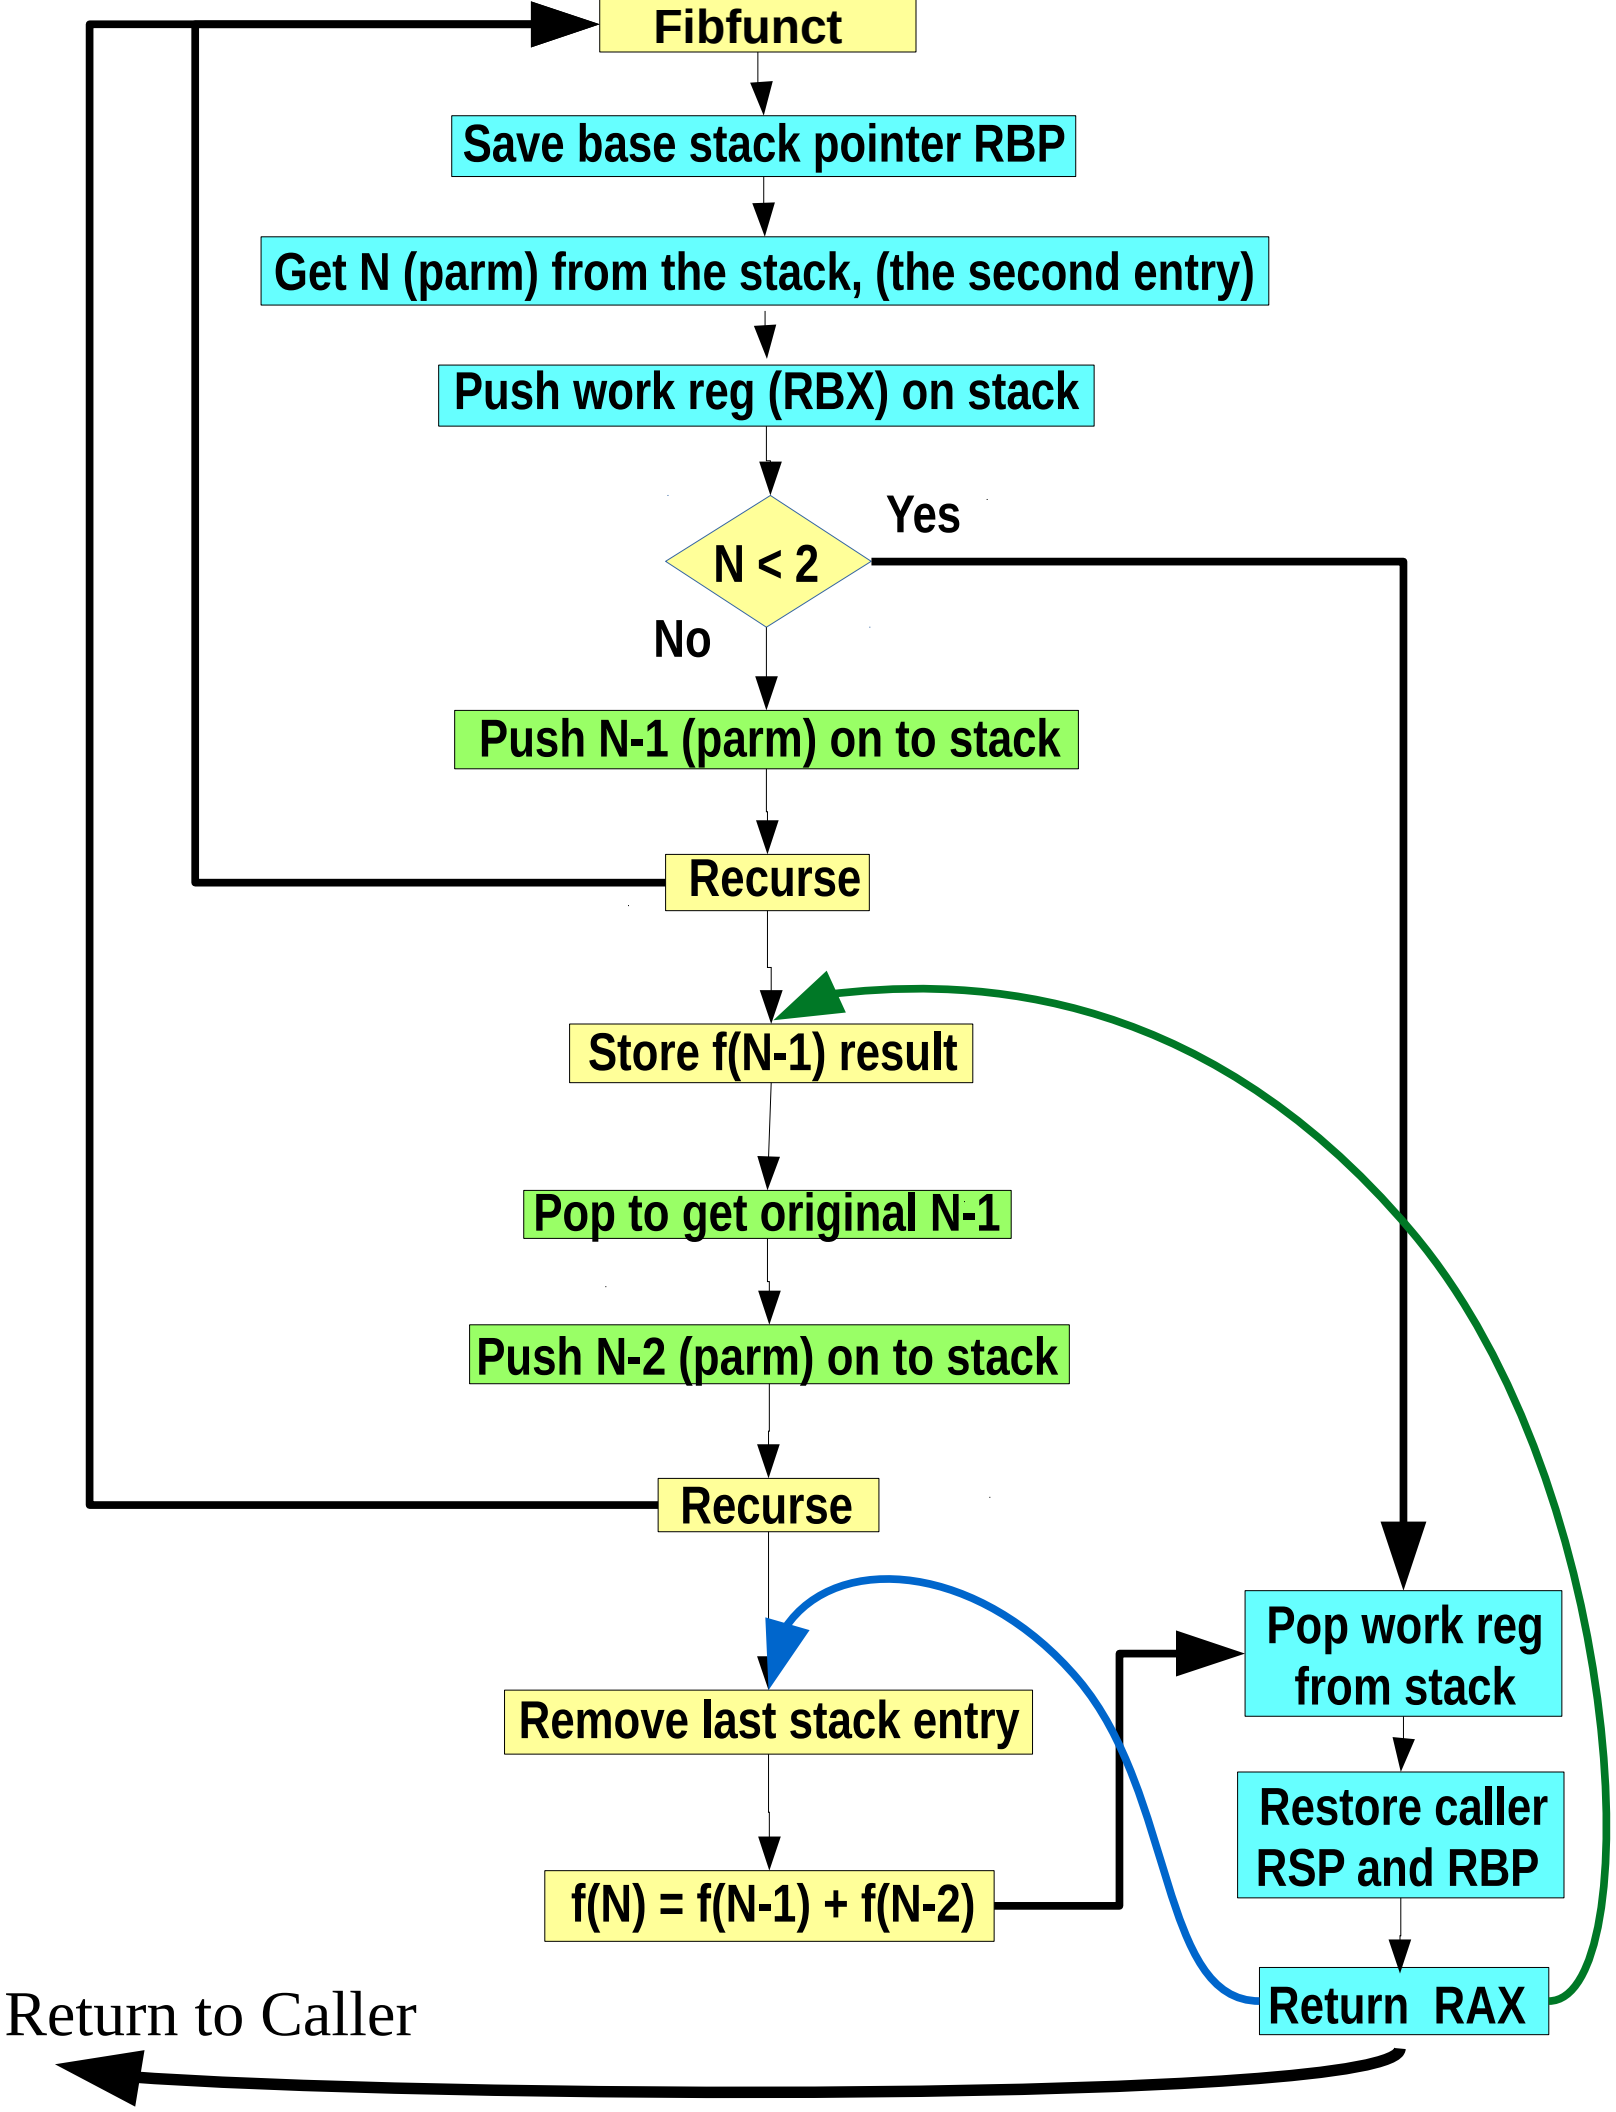 Fibfunct
Save base stack pointer RBP
Get N (parm) from the stack, (the second entry)
Push work reg (RBX) on stack
Yes
N < 2
No
Push N-1 (parm) on to stack
Recurse
Store f(N-1) result
Pop to get original N-1
Push N-2 (parm) on to stack
Recurse
Pop work reg
from stack
Remove last stack entry
Restore caller
RSP and RBP
f(N) = f(N-1) + f(N-2)
Return RAX
Return to Caller